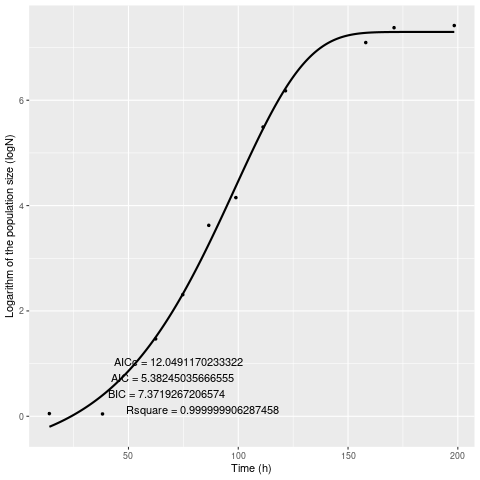 Logarithm of the population size (logN)
6
4
2
0
AICc = 12.0491170233322
AIC = 5.38245035666555
BIC = 7.3719267206574
Rsquare = 0.999999906287458
50
100
150
200
Time (h)